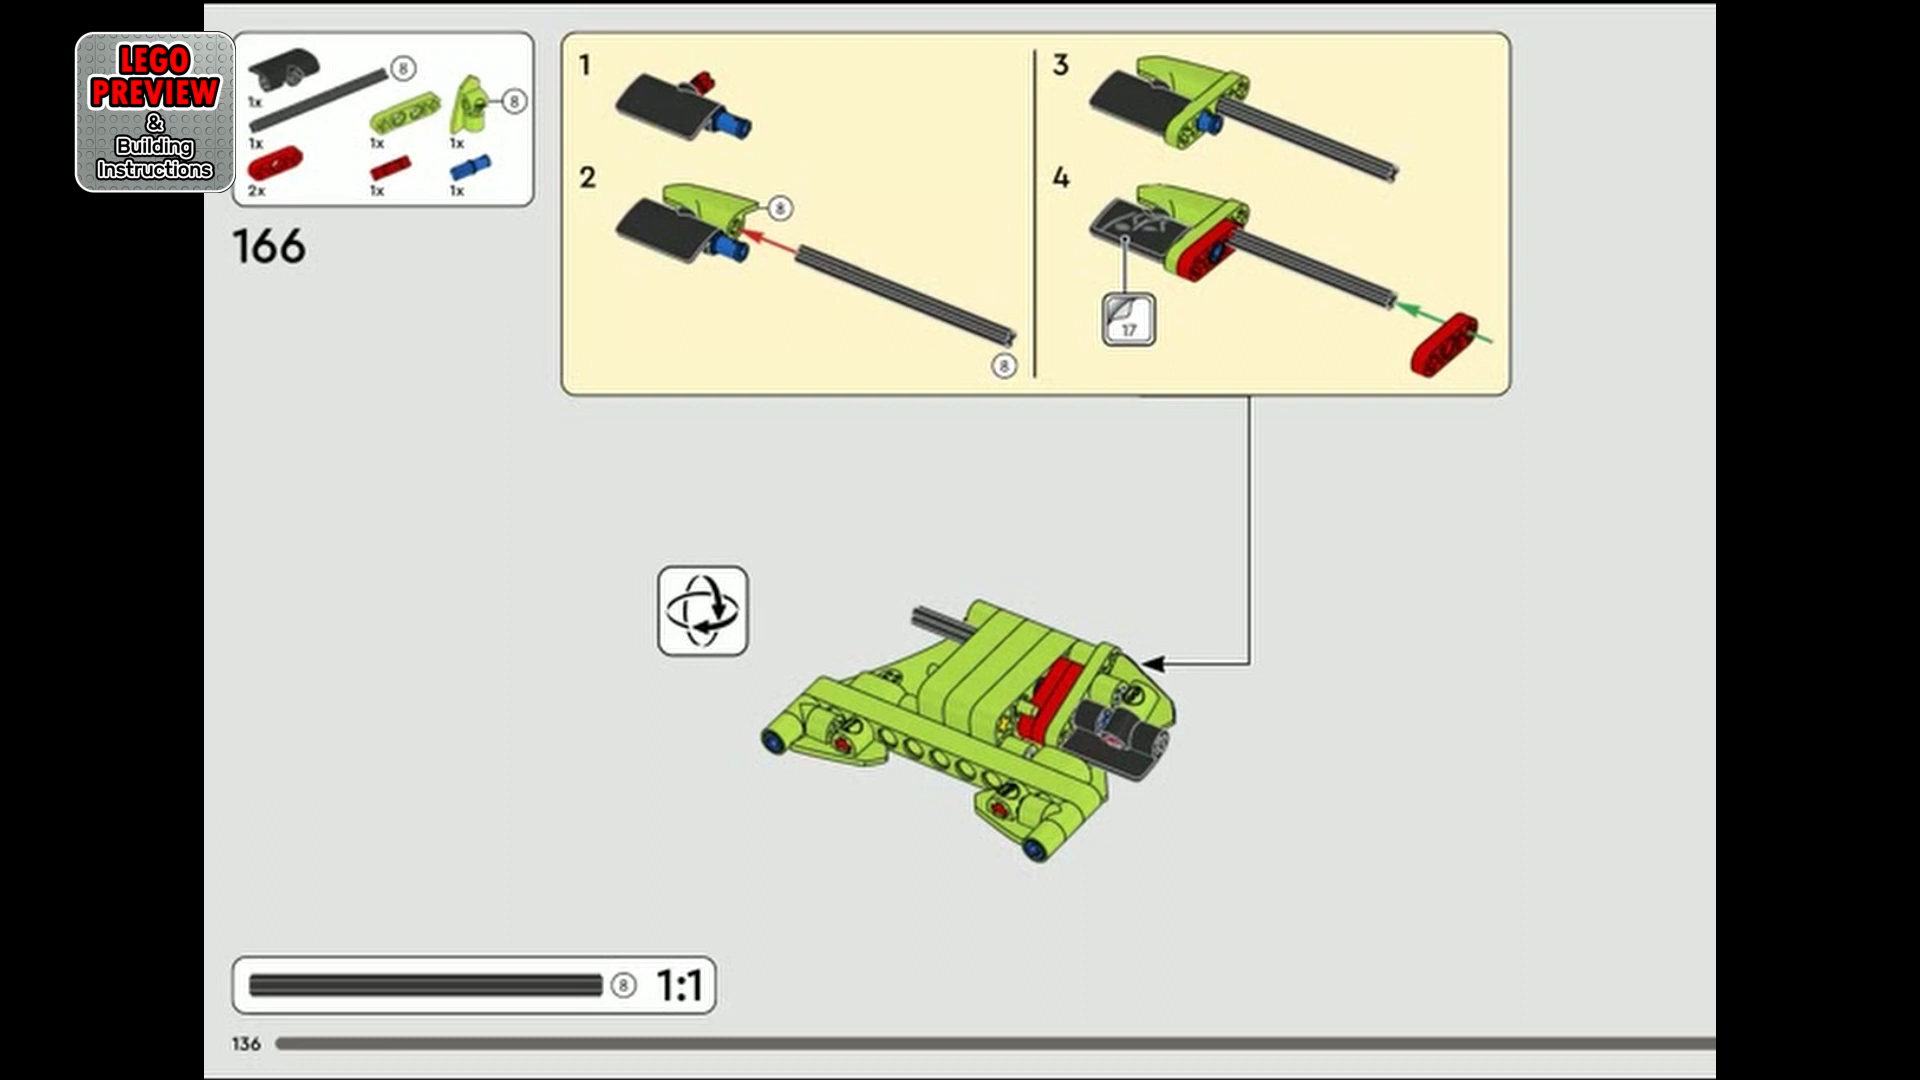 LEGO
PREVIEW
&
Building
Instructions
1x
8
1x
1x
1x
8
2x
1x
1x
166
1
2
8
8
3
4
17
8
1:1
136